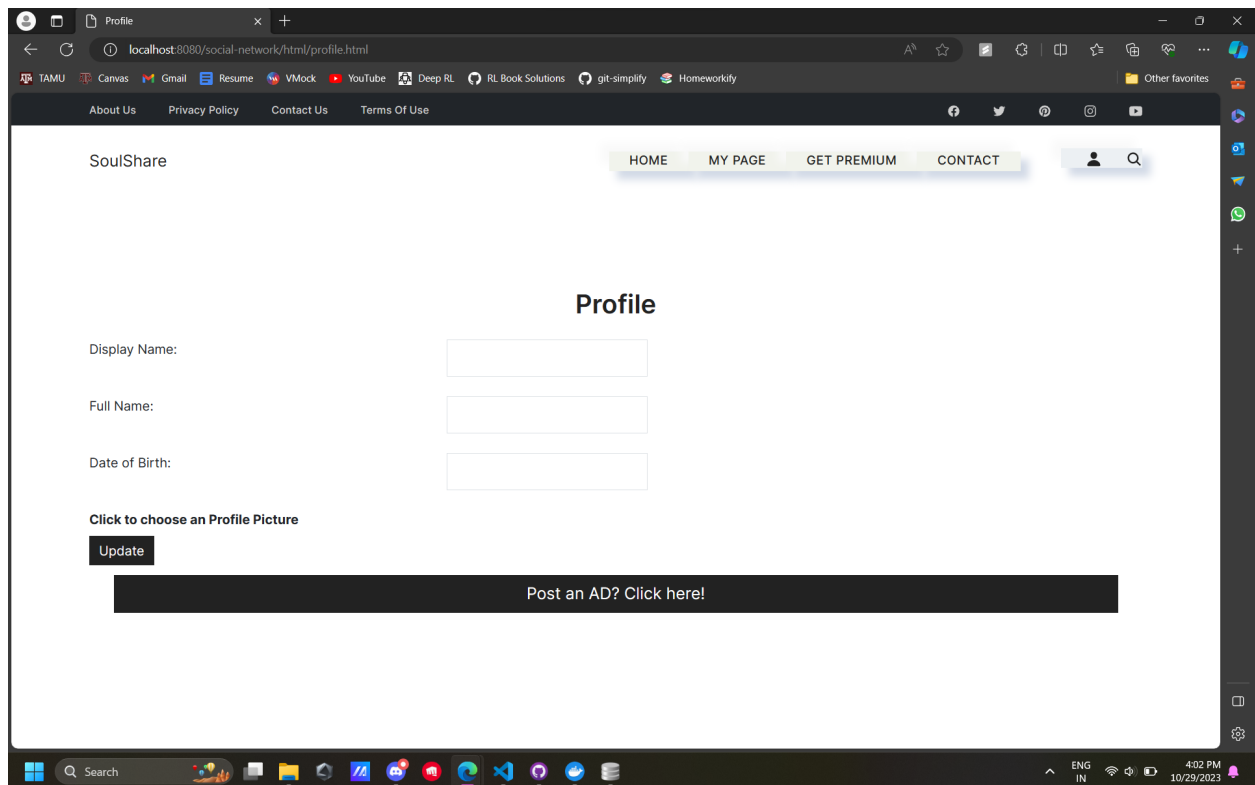 Profile
localhost:8080/social-network/html/profile.html
TAMU Canvas Gmail Resume VMock YouTube Deep RL RL Book Solutions git-simplify Homeworkify Other favorites
About Us Privacy Policy Contact Us Terms Of Use
SoulShare HOME MY PAGE GET PREMIUM CONTACT
Profile
Display Name:
Full Name:
Date of Birth:
Click to choose an Profile Picture
Update
Post an AD? Click here!
Search
ENG
IN
4:02 PM
10/29/2023